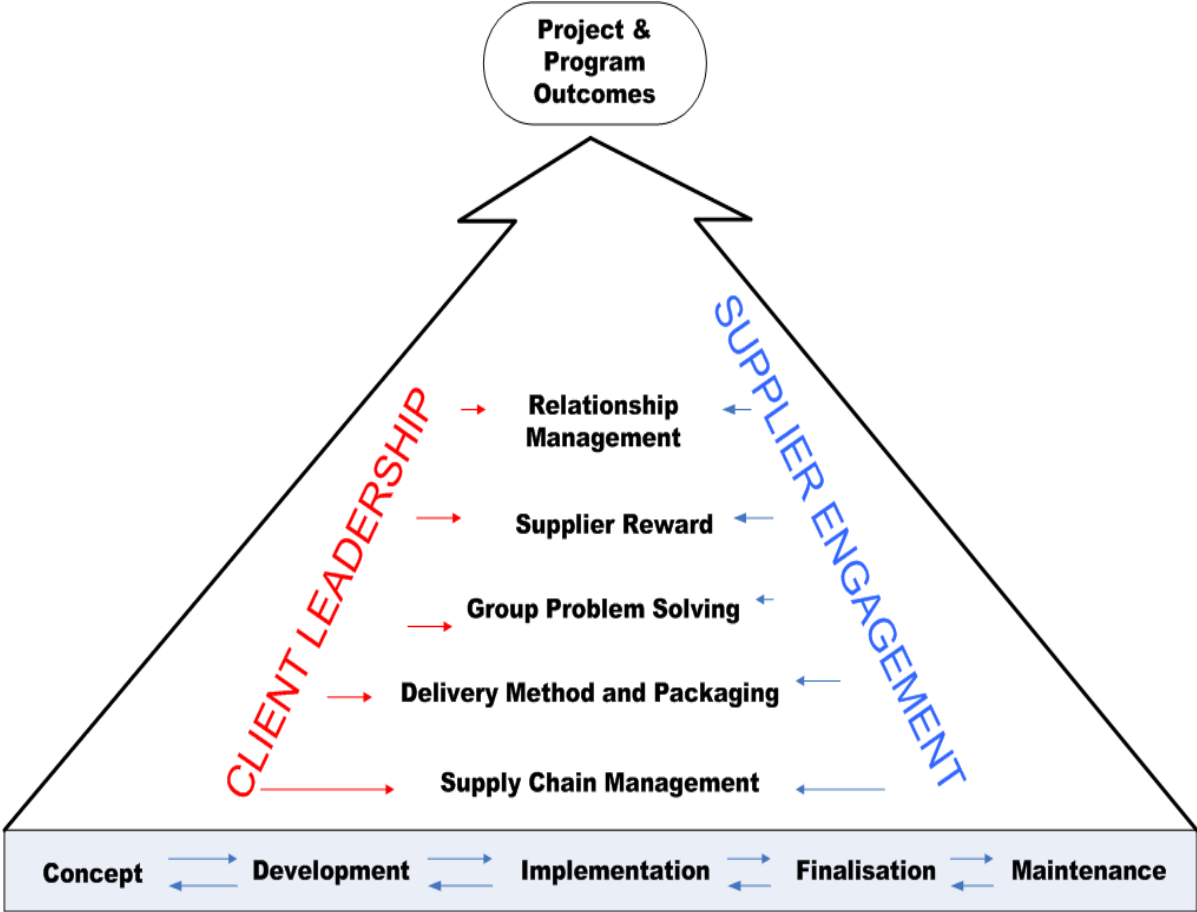 Project &
Program
Outcomes
SUPPLIER ENGAGEMENT
CLIENT LEADERSHIP
Relationship
Management
Supplier Reward
Group Problem Solving
Delivery Method and Packaging
Supply Chain Management
Concept Development Implementation Finalisation Maintenance